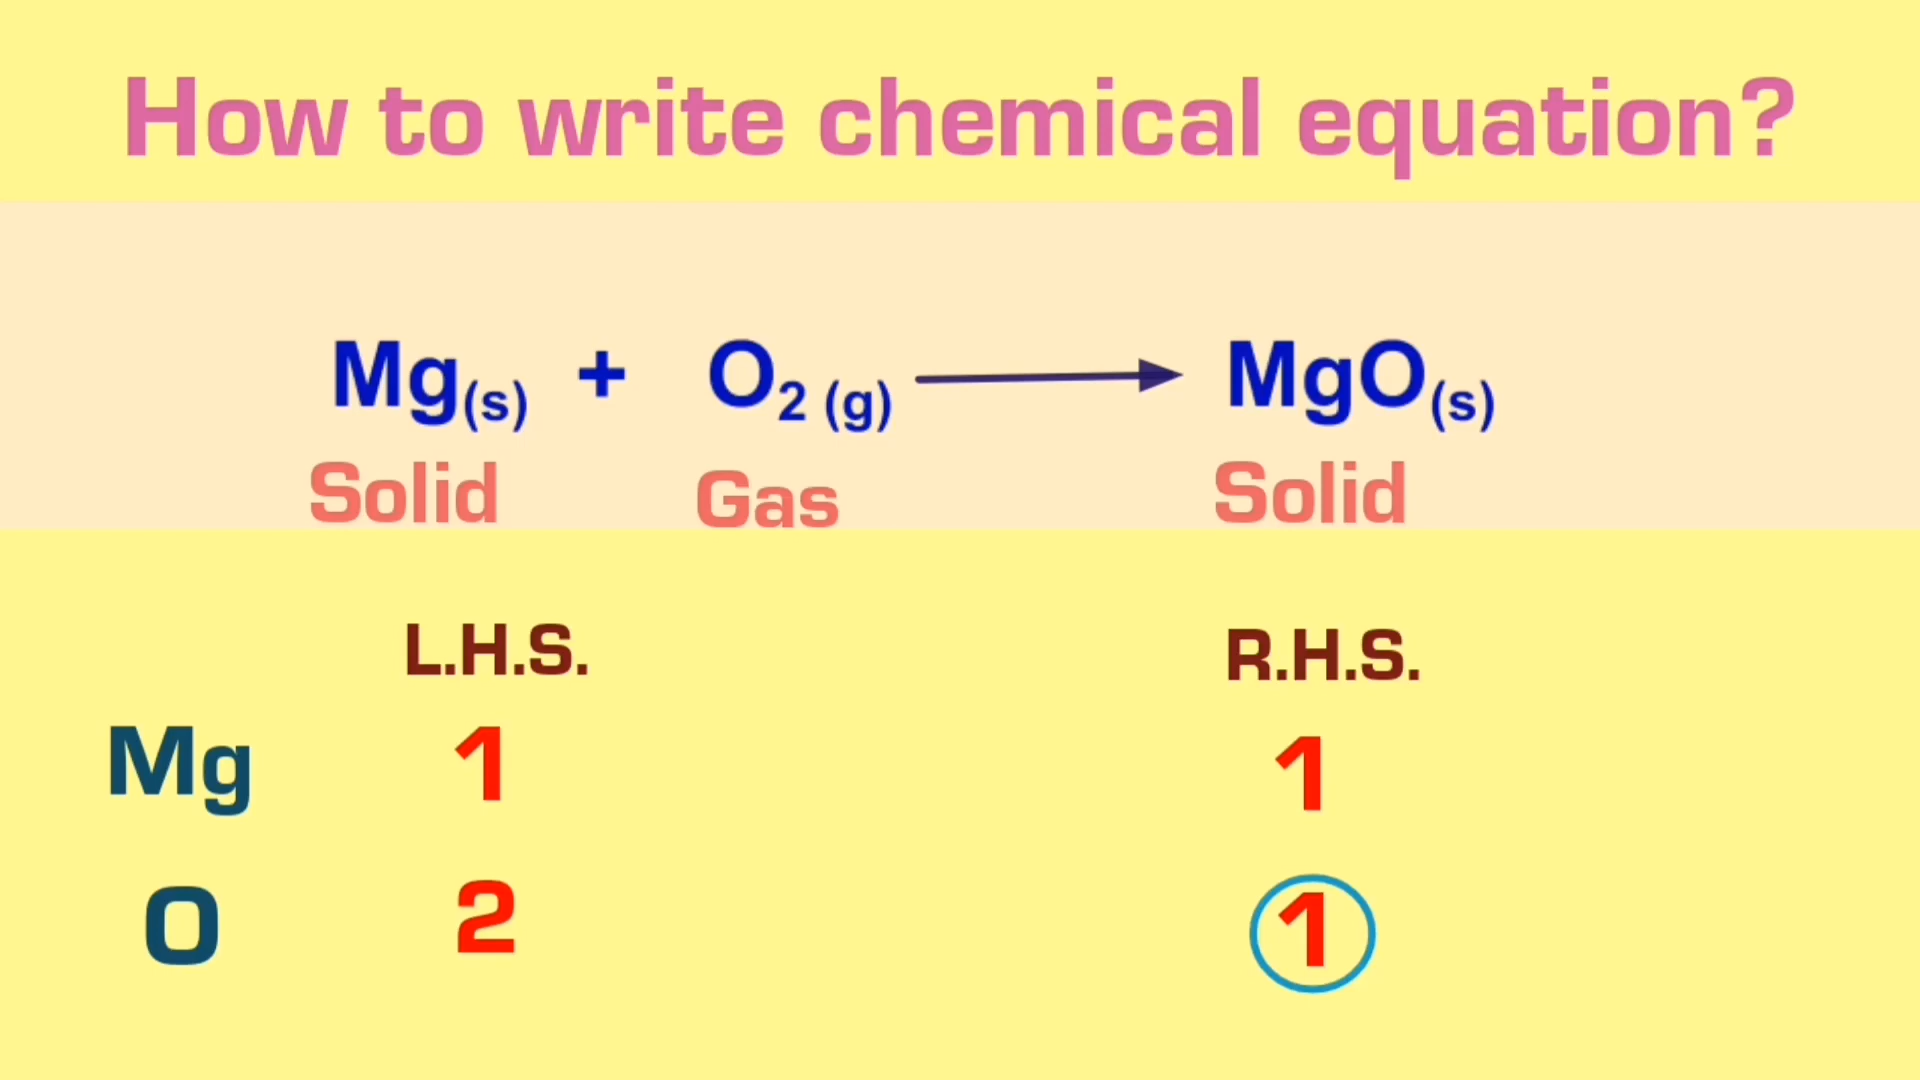 How to write chemical equation?
Mg(s) + O2 (g) → MgO(s)
Solid Gas Solid
L.H.S. R.H.S.
Mg 1 1
O 2 1